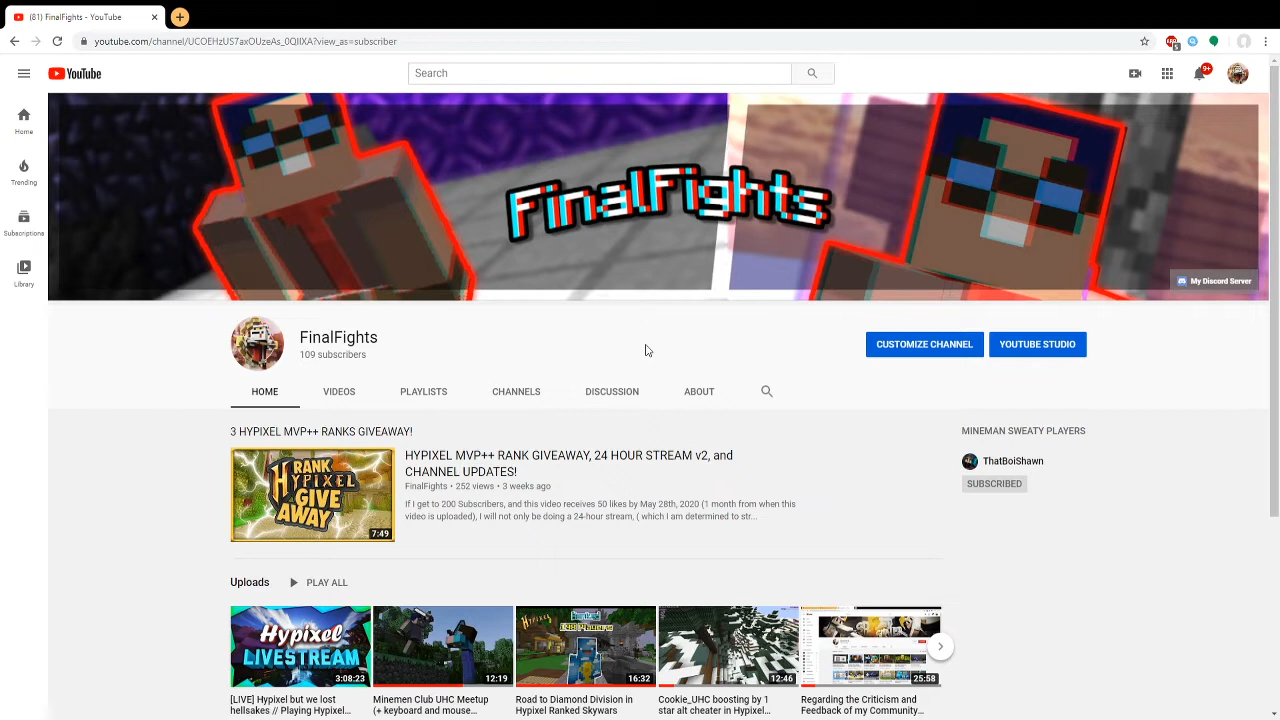 (81) FinalFights - YouTube
youtube.com/channel/UCOEHzUS7axOUzeAs_0QJIXA?view_as=subscriber
YouTube
Search
9+
Home
Trending
Subscriptions
Library
FinalFights
My Discord Server
FinalFights
109 subscribers
CUSTOMIZE CHANNEL
YOUTUBE STUDIO
HOME
VIDEOS
PLAYLISTS
CHANNELS
DISCUSSION
ABOUT
3 HYPIXEL MVP++ RANKS GIVEAWAY!
RANK
HYPIXEL
GIVE
AWAY
7:49
HYPIXEL MVP++ RANK GIVEAWAY, 24 HOUR STREAM v2, and
CHANNEL UPDATES!
FinalFights • 252 views • 3 weeks ago
If I get to 200 Subscribers, and this video receives 50 likes by May 28th, 2020 (1 month from when this
video is uploaded), I will not only be doing a 24-hour stream, ( which I am determined to str...
MINEMAN SWEATY PLAYERS
ThatBoiShawn
SUBSCRIBED
Uploads
PLAY ALL
Hypixel
LIVESTREAM
3:08:23
12:19
16:32
12:46
25:58
[LIVE] Hypixel but we lost
hellsakes // Playing Hypixel...
Minemen Club UHC Meetup
(+ keyboard and mouse...
Road to Diamond Division in
Hypixel Ranked Skywars
Cookie_UHC boosting by 1
star alt cheater in Hypixel...
Regarding the Criticism and
Feedback of my Community...